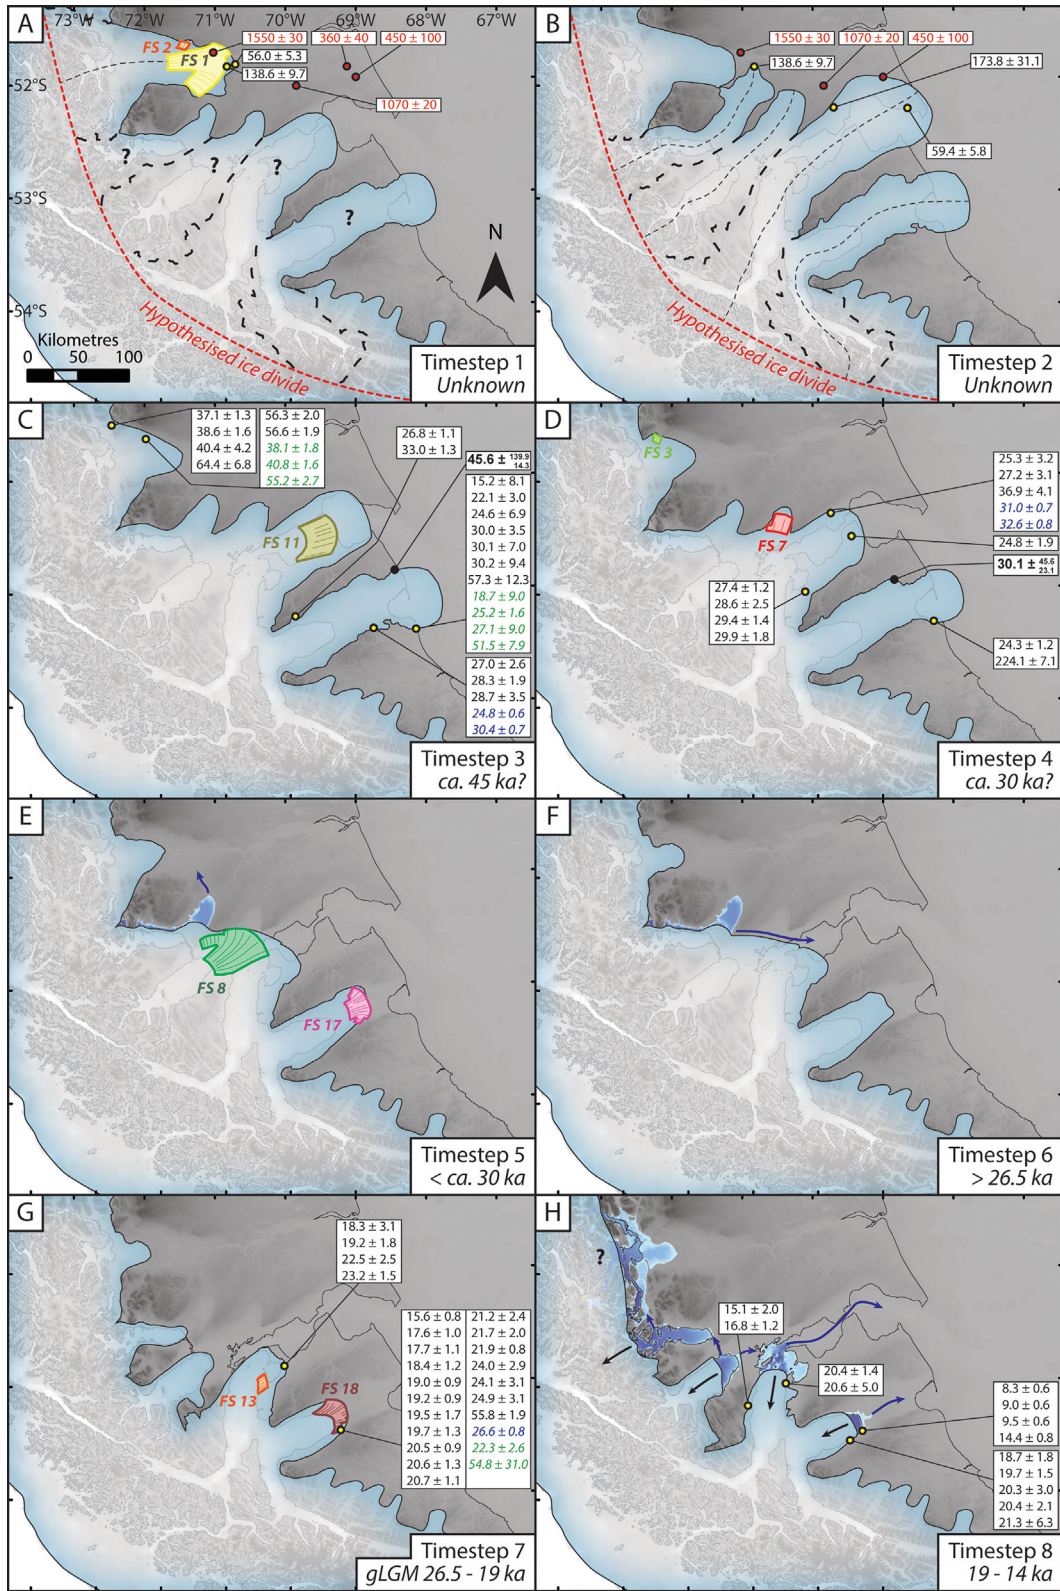 A
73°W
72°W
71°W
70°W
69°W
67°W
FS 2
FS 1
1550 ± 30
360 ± 40
450 ± 100
56.0 ± 5.3
138.6 ± 9.7
1070 ± 20
52°S
?
?
?
?
53°S
N
54°S
Hypothesised ice divide
Kilometres
0 50 100
Timestep 1
Unknown
B
1550 ± 30
1070 ± 20
450 ± 100
138.6 ± 9.7
173.8 ± 31.1
59.4 ± 5.8
Hypothesised ice divide
Timestep 2
Unknown
C
37.1 ± 1.3
38.6 ± 1.6
40.4 ± 4.2
64.4 ± 6.8
56.3 ± 2.0
56.6 ± 1.9
38.1 ± 1.8
40.8 ± 1.6
55.2 ± 2.7
26.8 ± 1.1
33.0 ± 1.3
45.6 ± 139.9 14.3
15.2 ± 8.1
22.1 ± 3.0
24.6 ± 6.9
30.0 ± 3.5
30.1 ± 7.0
30.2 ± 9.4
57.3 ± 12.3
18.7 ± 9.0
25.2 ± 1.6
27.1 ± 9.0
51.5 ± 7.9
27.0 ± 2.6
28.3 ± 1.9
28.7 ± 3.5
24.8 ± 0.6
30.4 ± 0.7
FS 11
Timestep 3
ca. 45 ka?
D
FS 3
FS 7
25.3 ± 3.2
27.2 ± 3.1
36.9 ± 4.1
31.0 ± 0.7
32.6 ± 0.8
24.8 ± 1.9
30.1 ± 45.6 23.1
27.4 ± 1.2
28.6 ± 2.5
29.4 ± 1.4
29.9 ± 1.8
24.3 ± 1.2
224.1 ± 7.1
Timestep 4
ca. 30 ka?
E
FS 8
FS 17
Timestep 5
< ca. 30 ka
F
Timestep 6
> 26.5 ka
G
18.3 ± 3.1
19.2 ± 1.8
22.5 ± 2.5
23.2 ± 1.5
FS 13
FS 18
15.6 ± 0.8
17.6 ± 1.0
17.7 ± 1.1
18.4 ± 1.2
19.0 ± 0.9
19.2 ± 0.9
19.5 ± 1.7
19.7 ± 1.3
20.5 ± 0.9
20.6 ± 1.3
20.7 ± 1.1
21.2 ± 2.4
21.7 ± 2.0
21.9 ± 0.8
24.0 ± 2.9
24.1 ± 3.1
24.9 ± 3.1
55.8 ± 1.9
26.6 ± 0.8
22.3 ± 2.6
54.8 ± 31.0
Timestep 7
gLGM 26.5 - 19 ka
H
?
15.1 ± 2.0
16.8 ± 1.2
20.4 ± 1.4
20.6 ± 5.0
8.3 ± 0.6
9.0 ± 0.6
9.5 ± 0.6
14.4 ± 0.8
18.7 ± 1.8
19.7 ± 1.5
20.3 ± 3.0
20.4 ± 2.1
21.3 ± 6.3
Timestep 8
19 - 14 ka